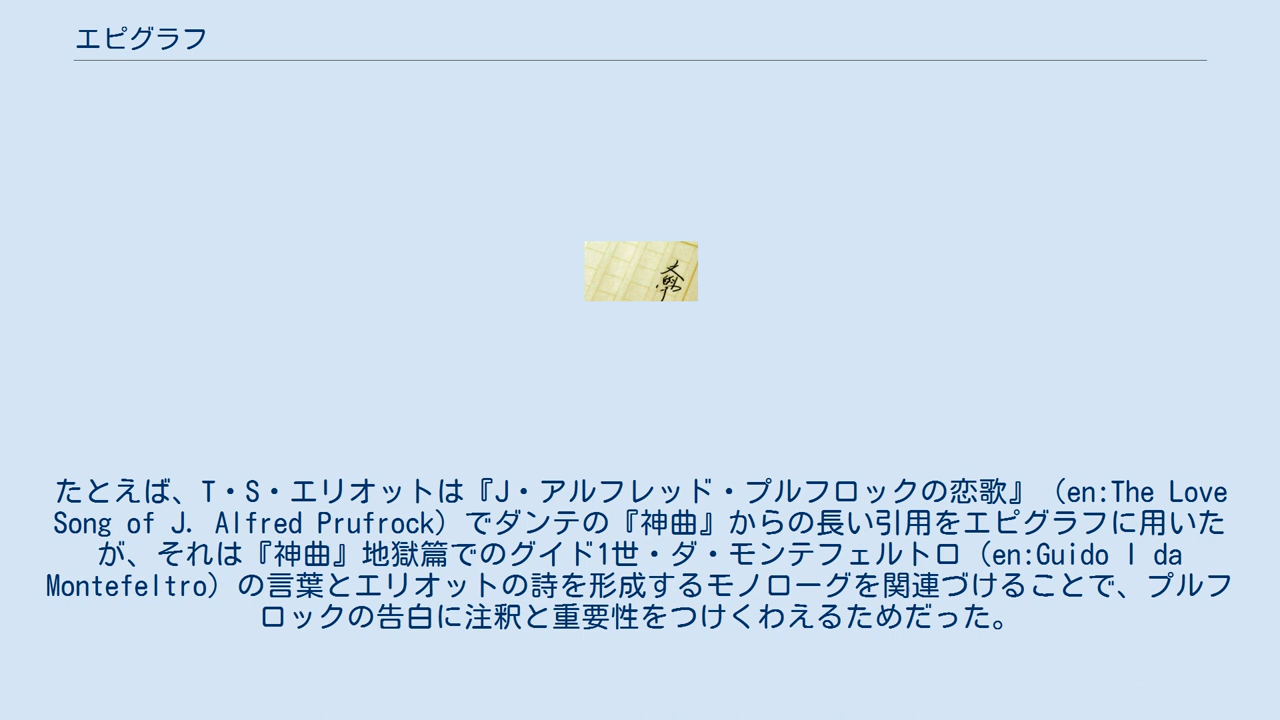 エピグラフ
たとえば、T・S・エリオットは『J・アルフレッド・プルフロックの恋歌』（en:The Love
Song of J. Alfred Prufrock）でダンテの『神曲』からの長い引用をエピグラフに用いた
が、それは『神曲』地獄篇でのグイド1世・ダ・モンテフェルトロ（en:Guido I da
Montefeltro）の言葉とエリオットの詩を形成するモノローグを関連づけることで、プルフ
ロックの告白に注釈と重要性をつけくわえるためだった。